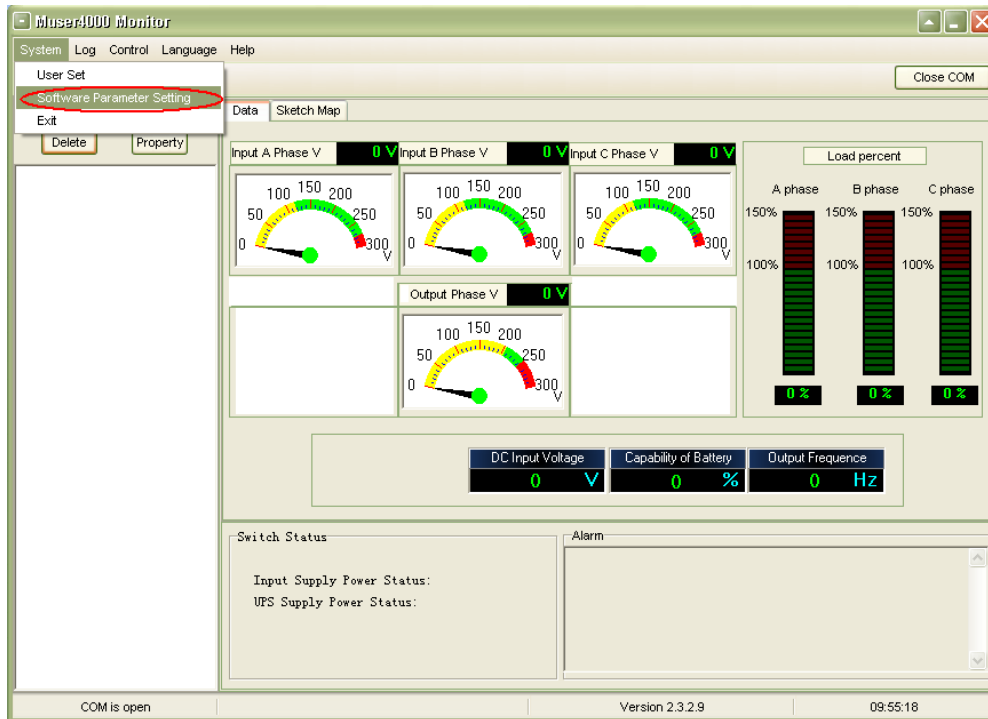 Muser4000 Monitor
System Log Control Language Help
User Set
Software Parameter Setting
Exit
Close COM
Delete Property
Data Sketch Map
Input A Phase V 0 V Input B Phase V 0 V Input C Phase V 0 V
0 50 100 150 200 250 300 V
0 50 100 150 200 250 300 V
0 50 100 150 200 250 300 V
Output Phase V 0 V
0 50 100 150 200 250 300 V
Load percent
A phase B phase C phase
150% 150% 150%
100% 100% 100%
0 % 0 % 0 %
DC Input Voltage Capability of Battery Output Frequence
0 V 0 % 0 Hz
Switch Status
Input Supply Power Status:
UPS Supply Power Status:
Alarm
COM is open Version 2.3.2.9 09:55:18